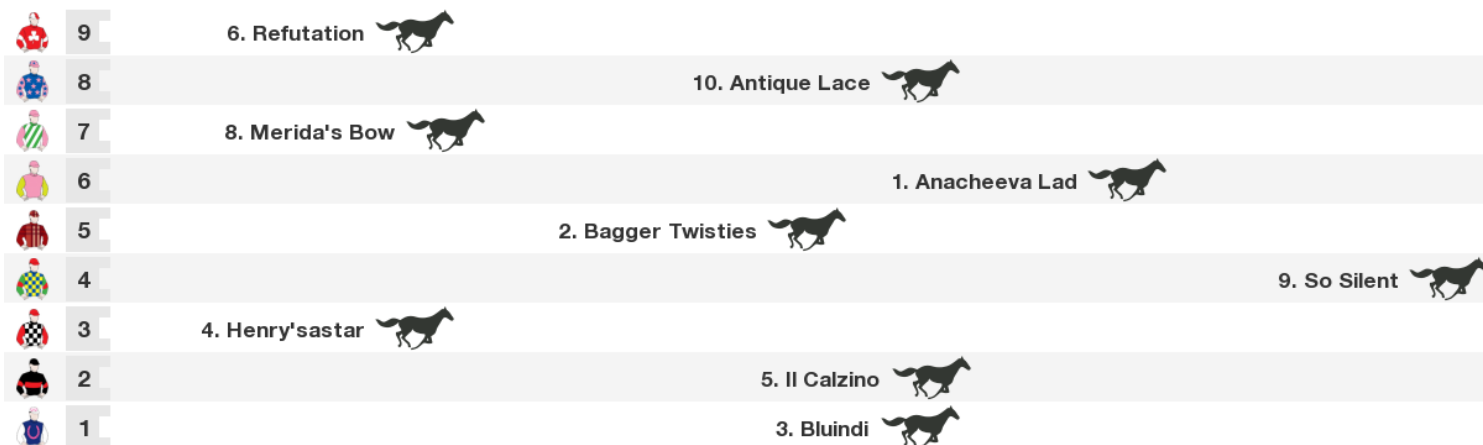 9 6. Refutation
8 10. Antique Lace
7 8. Merida's Bow
6 1. Anacheeva Lad
5 2. Bagger Twisties
4 9. So Silent
3 4. Henry'sastar
2 5. Il Calzino
1 3. Bluindi